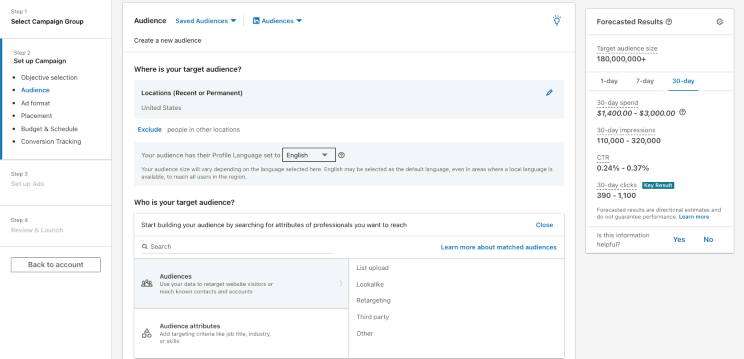 Step 1
Select Campaign Group
Step 2
Set up Campaign
Objective selection
Audience
Ad format
Placement
Budget & Schedule
Conversion Tracking
Step 3
Set up Ads
Step 4
Review & Launch
Back to account
Audience Saved Audiences in Audiences
Create a new audience
Where is your target audience?
Locations (Recent or Permanent)
United States
Exclude people in other locations
Your audience has their Profile Language set to English
Your audience size will vary depending on the language selected here. English may be selected as the default language, even in areas where a local language is
available, to reach all users in the region.
Who is your target audience?
Start building your audience by searching for attributes of professionals you want to reach Close
Search Learn more about matched audiences
Audiences
Use your data to retarget website visitors or
reach known contacts and accounts
Audience attributes
Add targeting criteria like job title, industry,
or skills
List upload
Lookalike
Retargeting
Third party
Other
Forecasted Results
Target audience size
180,000,000+
1-day 7-day 30-day
30-day spend
$1,400.00 - $3,000.00
30-day impressions
110,000 - 320,000
CTR
0.24% - 0.37%
30-day clicks Key Result
390 - 1,100
Forecasted results are directional estimates and
do not guarantee performance. Learn more
Is this information
helpful? Yes No